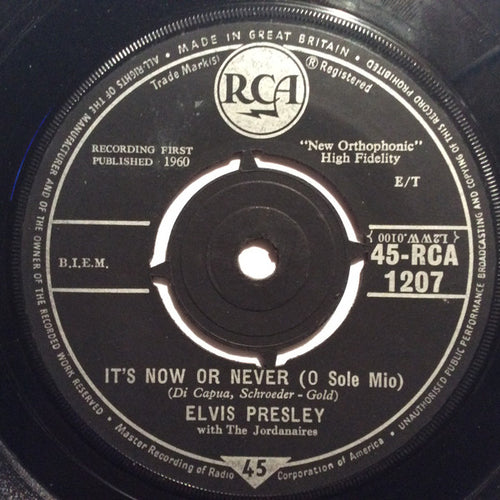 MADE IN GREAT BRITAIN.
ALL RIGHTS OF THE MANUFACTURER AND OF THE OWNER OF THE RECORDED WORK RESERVED
UNAUTHORISED PUBLIC PERFORMANCE BROADCASTING AND COPYING OF THIS RECORD PROHIBITED
Trade Mark(s)
® Registered
RCA
RECORDING FIRST
PUBLISHED 1960
"New Orthophonic"
High Fidelity
E/T
B.I.E.M.
L2WW.0100
45-RCA
1207
IT'S NOW OR NEVER (O Sole Mio)
(Di Capua, Schroeder - Gold)
ELVIS PRESLEY
with The Jordanaires
Master Recording of Radio Corporation of America.
45